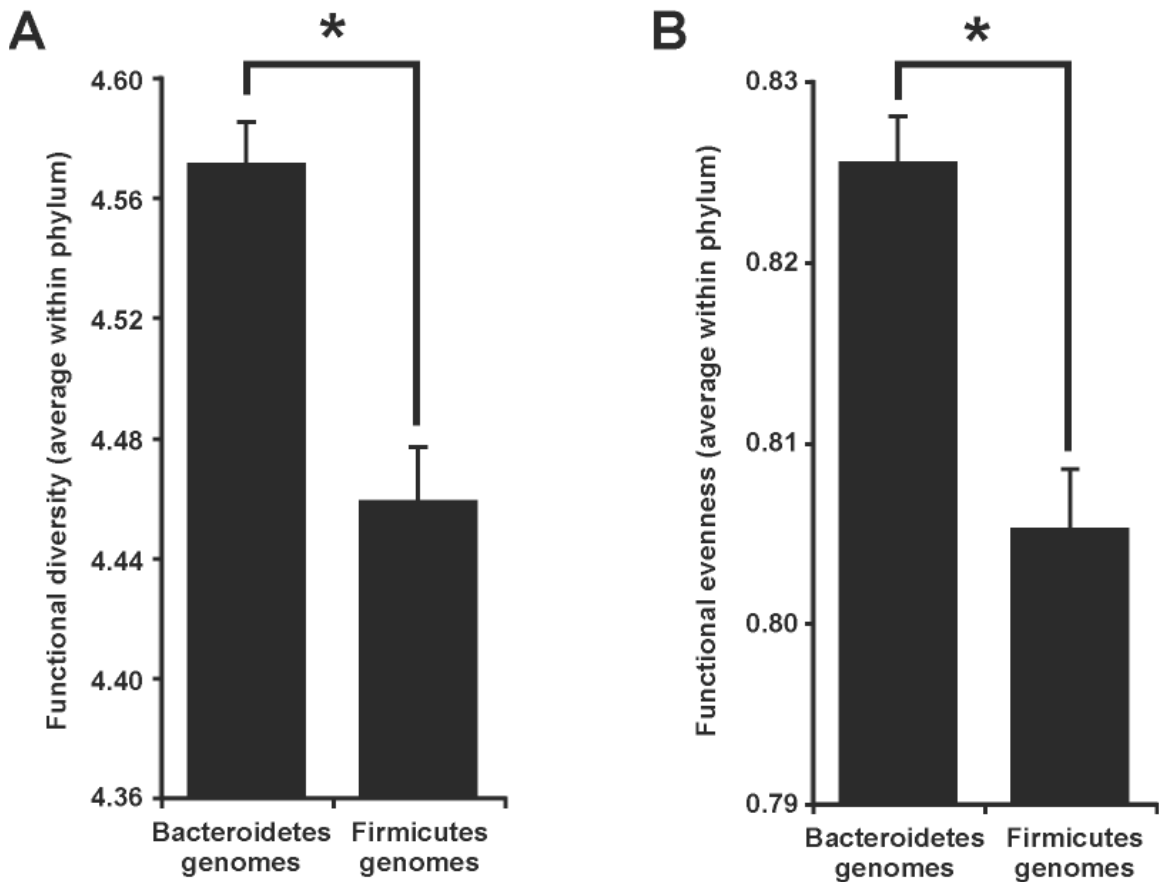 A
*
Functional diversity (average within phylum)
4.60
4.56
4.52
4.48
4.44
4.40
4.36
Bacteroidetes
genomes
Firmicutes
genomes
B
*
Functional evenness (average within phylum)
0.83
0.82
0.81
0.80
0.79
Bacteroidetes
genomes
Firmicutes
genomes